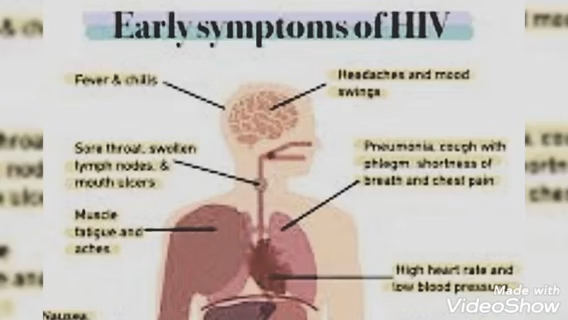 Early symptoms of HIV
Fever & chills
Headaches and mood
swings
Sore throat, swollen
lymph nodes, &
mouth ulcers
Pneumonia, cough with
phlegm, shortness of
breath and chest pain
Muscle
fatigue and
aches
High heart rate and
low blood pressure
Nausea,
Made with
VideoShow